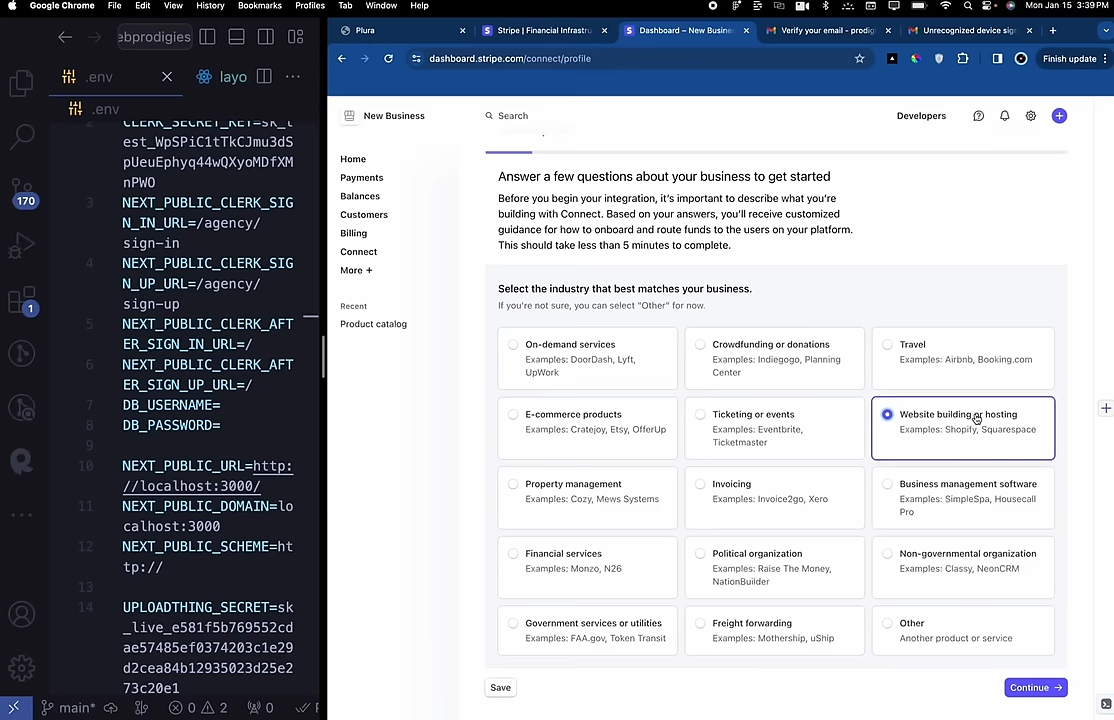 Google Chrome File Edit View History Bookmarks Profiles Tab Window Help
Mon Jan 15 3:39 PM
ebprodigies
.env
layo
.env
Plura
Stripe | Financial Infrastru
Dashboard – New Busine
Verify your email - prodig
Unrecognized device sig
dashboard.stripe.com/connect/profile
Finish update
2 CLERK_SECRET_KEY=sk_t
est_WpSPiC1tTkCJmu3dS
pUeuEphyq44wQXyoMDfXM
nPWO
3 NEXT_PUBLIC_CLERK_SIG
N_IN_URL=/agency/
sign-in
4 NEXT_PUBLIC_CLERK_SIG
N_UP_URL=/agency/
sign-up
5 NEXT_PUBLIC_CLERK_AFT
ER_SIGN_IN_URL=/
6 NEXT_PUBLIC_CLERK_AFT
ER_SIGN_UP_URL=/
7 DB_USERNAME=
8 DB_PASSWORD=
9
10 NEXT_PUBLIC_URL=http:
//localhost:3000/
11 NEXT_PUBLIC_DOMAIN=lo
calhost:3000
12 NEXT_PUBLIC_SCHEME=ht
tp://
13
14 UPLOADTHING_SECRET=sk
_live_e581f5b769552cd
ae57485ef0374203c1e29
d2cea84b12935023d25e2
73c20e1
170
1
main* 0 2 0
New Business
Search
Developers
Home
Payments
Balances
Customers
Billing
Connect
More +
Recent
Product catalog
Answer a few questions about your business to get started
Before you begin your integration, it's important to describe what you're
building with Connect. Based on your answers, you'll receive customized
guidance for how to onboard and route funds to the users on your platform.
This should take less than 5 minutes to complete.
Select the industry that best matches your business.
If you're not sure, you can select "Other" for now.
On-demand services
Examples: DoorDash, Lyft,
UpWork
Crowdfunding or donations
Examples: Indiegogo, Planning
Center
Travel
Examples: Airbnb, Booking.com
E-commerce products
Examples: Cratejoy, Etsy, OfferUp
Ticketing or events
Examples: Eventbrite,
Ticketmaster
Website building or hosting
Examples: Shopify, Squarespace
Property management
Examples: Cozy, Mews Systems
Invoicing
Examples: Invoice2go, Xero
Business management software
Examples: SimpleSpa, Housecall
Pro
Financial services
Examples: Monzo, N26
Political organization
Examples: Raise The Money,
NationBuilder
Non-governmental organization
Examples: Classy, NeonCRM
Government services or utilities
Examples: FAA.gov, Token Transit
Freight forwarding
Examples: Mothership, uShip
Other
Another product or service
Save
Continue →